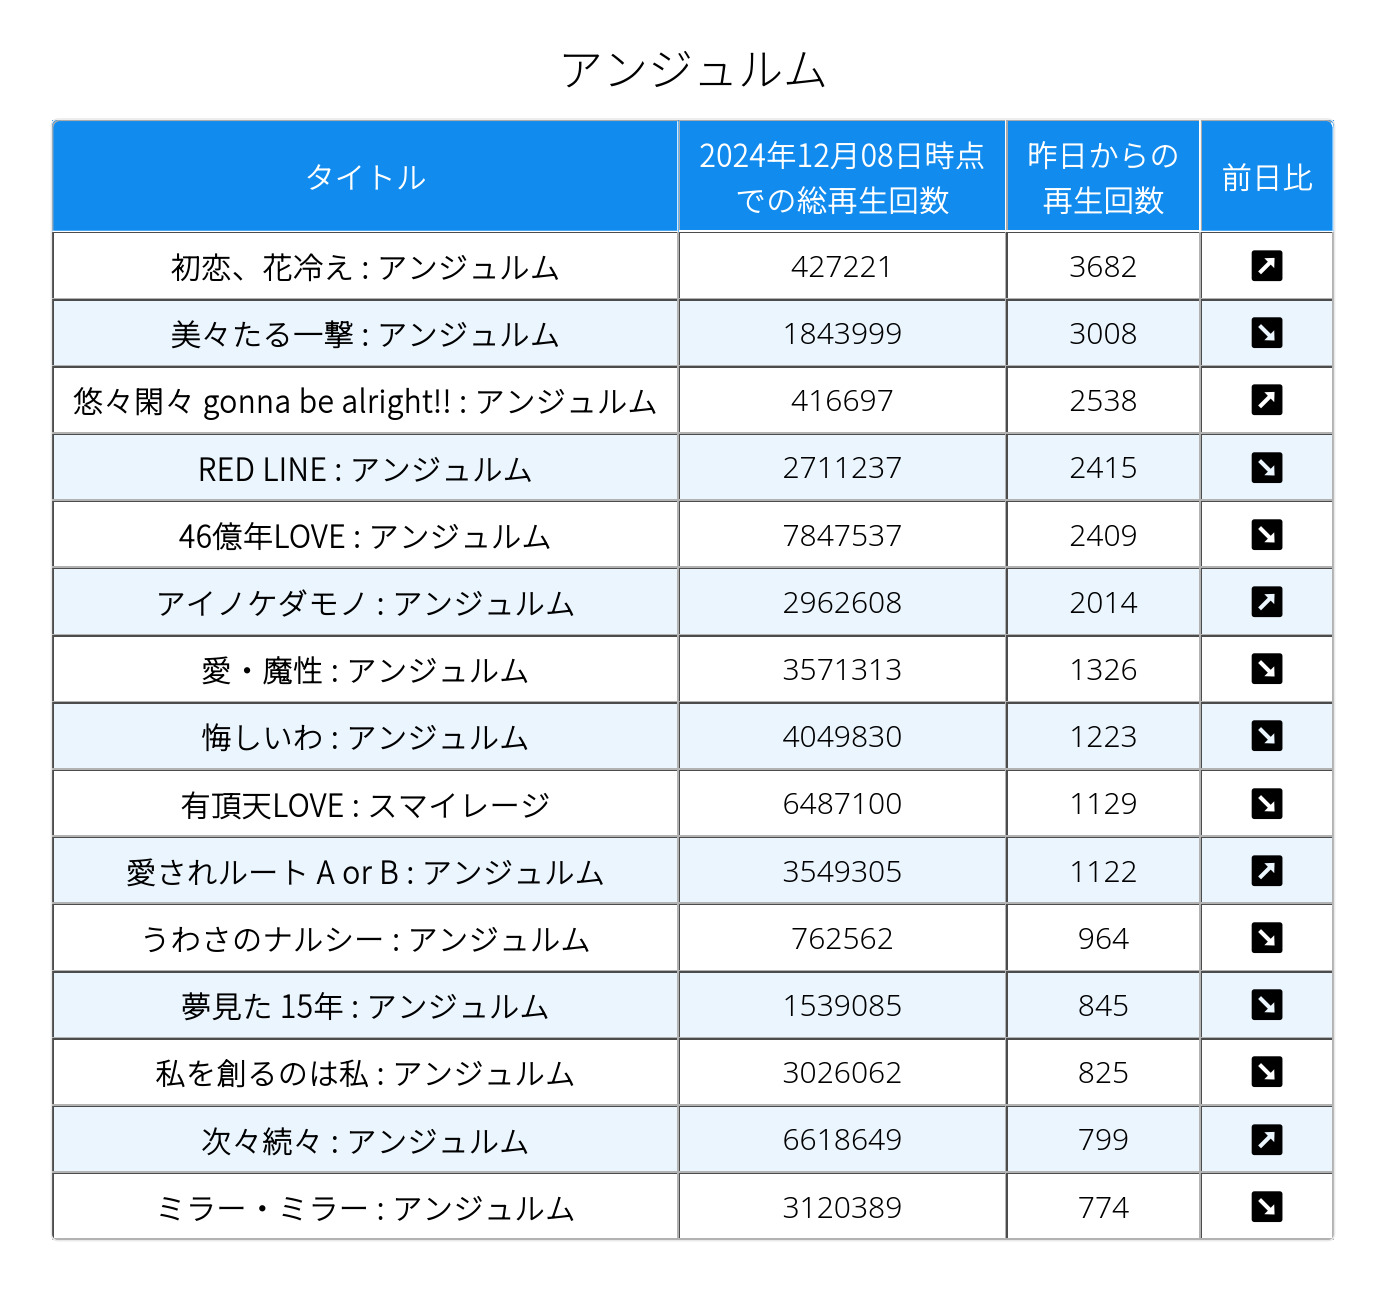 アンジュルム
タイトル 2024年12月08日時点での総再生回数 昨日からの再生回数 前日比
初恋、花冷え : アンジュルム 427221 3682 ↗
美々たる一撃 : アンジュルム 1843999 3008 ↘
悠々閑々 gonna be alright!! : アンジュルム 416697 2538 ↗
RED LINE : アンジュルム 2711237 2415 ↘
46億年LOVE : アンジュルム 7847537 2409 ↘
アイノケダモノ : アンジュルム 2962608 2014 ↗
愛・魔性 : アンジュルム 3571313 1326 ↘
悔しいわ : アンジュルム 4049830 1223 ↘
有頂天LOVE : スマイレージ 6487100 1129 ↘
愛されルート A or B : アンジュルム 3549305 1122 ↗
うわさのナルシー : アンジュルム 762562 964 ↘
夢見た 15年 : アンジュルム 1539085 845 ↘
私を創るのは私 : アンジュルム 3026062 825 ↘
次々続々 : アンジュルム 6618649 799 ↗
ミラー・ミラー : アンジュルム 3120389 774 ↘